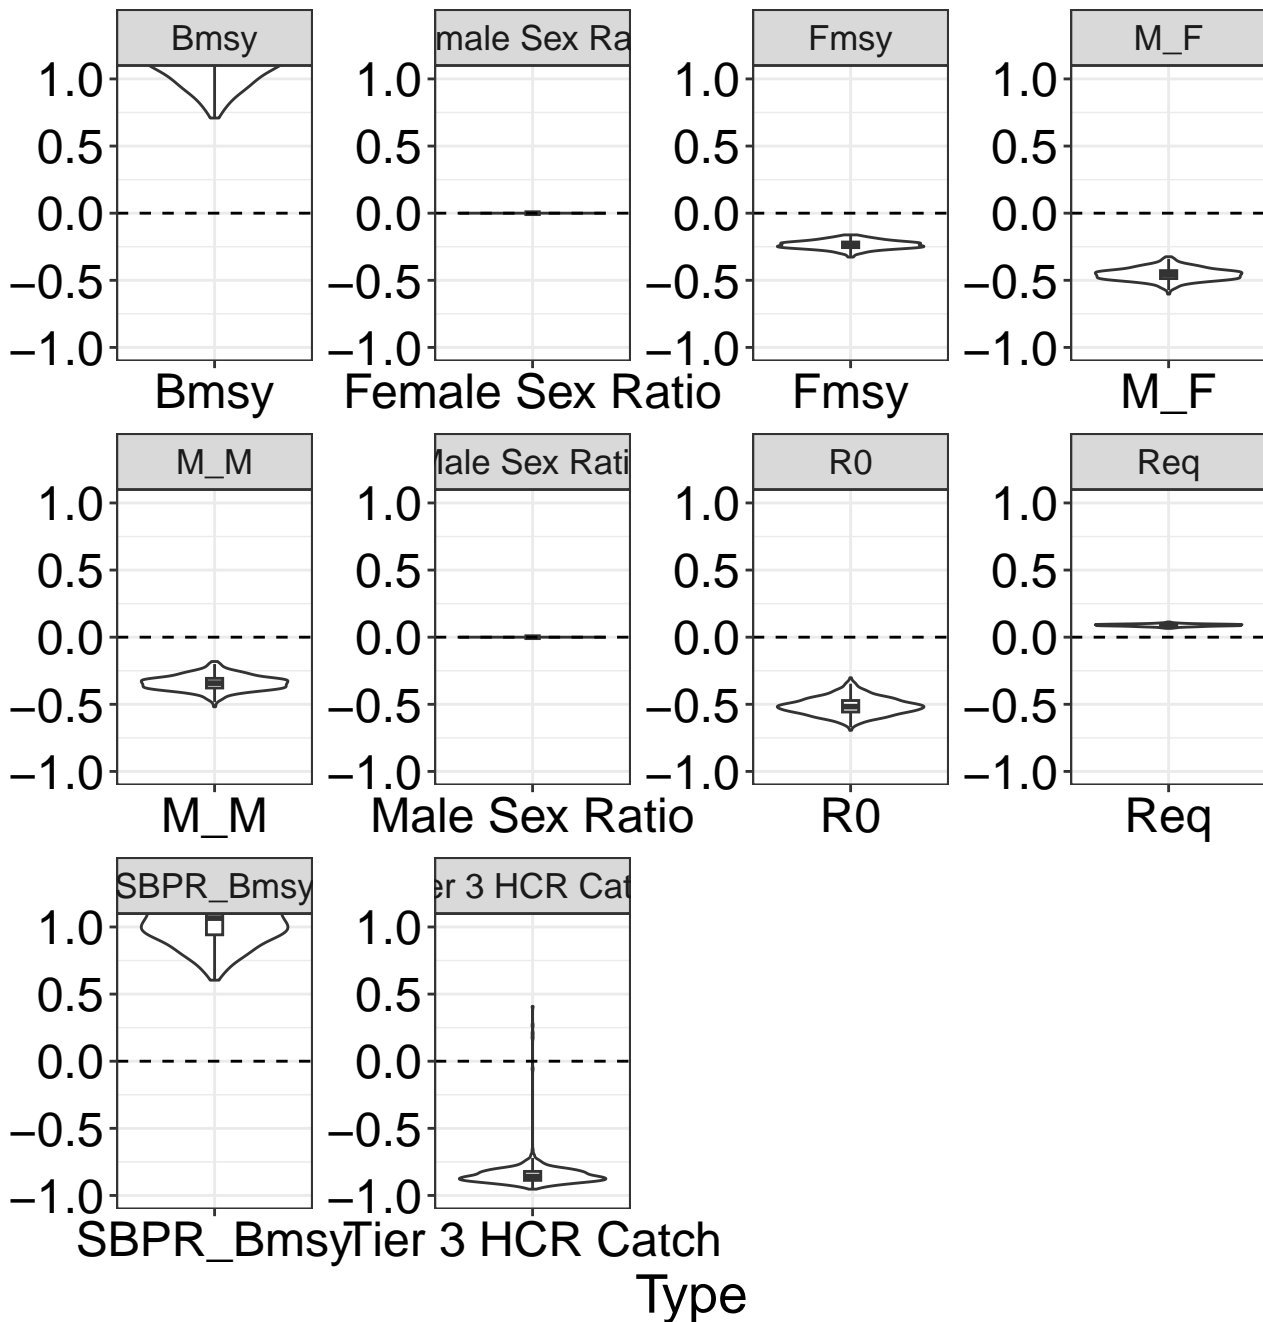 Bmsy
male Sex Ra
Fmsy
M_F
1.0 1.0 1.0 1.0
0.5 0.5 0.5 0.5
0.0 0.0 0.0 0.0
−0.5 −0.5 −0.5 −0.5
−1.0 −1.0 −1.0 −1.0
Bmsy Female Sex Ratio Fmsy M_F
M_M
Male Sex Rati
R0
Req
1.0 1.0 1.0 1.0
0.5 0.5 0.5 0.5
0.0 0.0 0.0 0.0
−0.5 −0.5 −0.5 −0.5
−1.0 −1.0 −1.0 −1.0
M_M Male Sex Ratio R0 Req
SBPR_Bmsy
er 3 HCR Cat
1.0 1.0
0.5 0.5
0.0 0.0
−0.5 −0.5
−1.0 −1.0
SBPR_Bmsy Tier 3 HCR Catch
Type